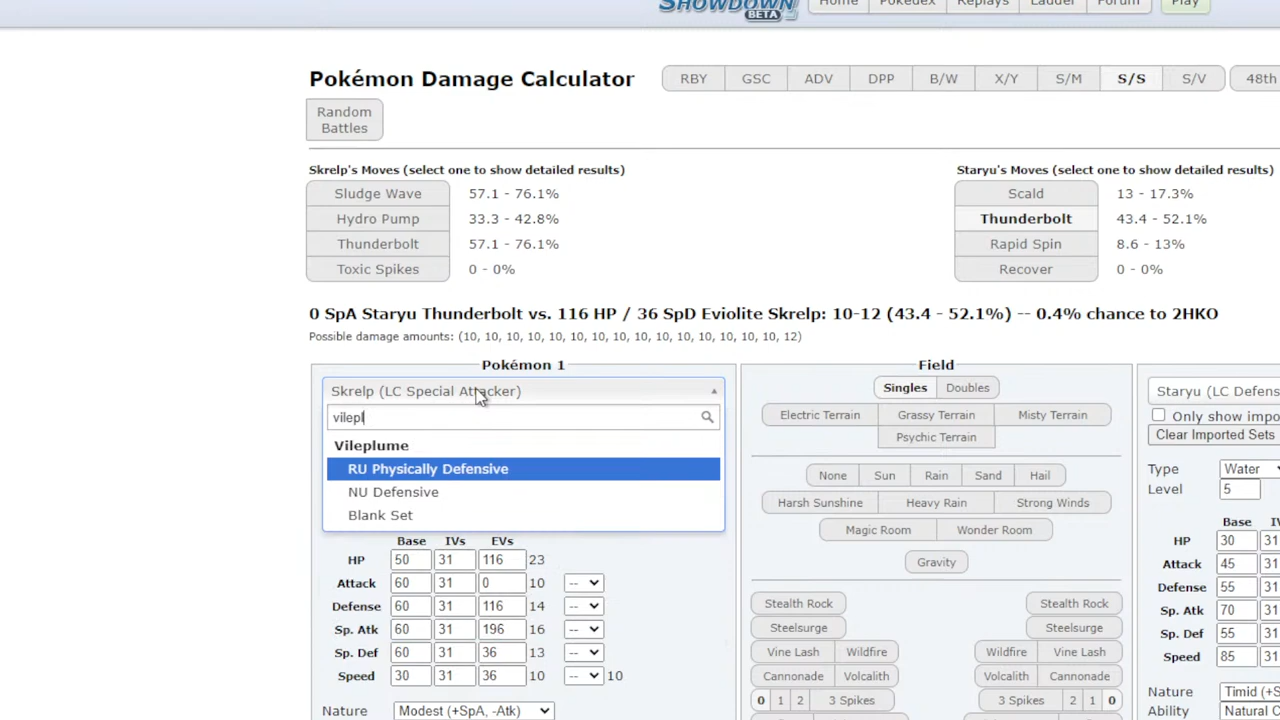 SHOWDOWN
BETA
Home Pokédex Replays Ladder Forum Play
Pokémon Damage Calculator
RBY GSC ADV DPP B/W X/Y S/M S/S S/V 48th
Random
Battles
Skrelp's Moves (select one to show detailed results)
Sludge Wave 57.1 - 76.1%
Hydro Pump 33.3 - 42.8%
Thunderbolt 57.1 - 76.1%
Toxic Spikes 0 - 0%
Staryu's Moves (select one to show detailed results)
Scald 13 - 17.3%
Thunderbolt 43.4 - 52.1%
Rapid Spin 8.6 - 13%
Recover 0 - 0%
0 SpA Staryu Thunderbolt vs. 116 HP / 36 SpD Eviolite Skrelp: 10-12 (43.4 - 52.1%) -- 0.4% chance to 2HKO
Possible damage amounts: (10, 10, 10, 10, 10, 10, 10, 10, 10, 10, 10, 10, 10, 10, 10, 12)
Pokémon 1
Skrelp (LC Special Attacker)
vilepl
Vileplume
RU Physically Defensive
NU Defensive
Blank Set
Base IVs EVs
HP 50 31 116 23
Attack 60 31 0 10 --
Defense 60 31 116 14 --
Sp. Atk 60 31 196 16 --
Sp. Def 60 31 36 13 --
Speed 30 31 36 10 -- 10
Nature Modest (+SpA, -Atk)
Field
Singles Doubles
Electric Terrain Grassy Terrain Misty Terrain
Psychic Terrain
None Sun Rain Sand Hail
Harsh Sunshine Heavy Rain Strong Winds
Magic Room Wonder Room
Gravity
Stealth Rock Stealth Rock
Steelsurge Steelsurge
Vine Lash Wildfire Wildfire Vine Lash
Cannonade Volcalith Volcalith Cannonade
0 1 2 3 Spikes 3 Spikes 2 1 0
Staryu (LC Defens
Only show impo
Clear Imported Sets
Type Water
Level 5
Base IV
HP 30 31
Attack 45 31
Defense 55 31
Sp. Atk 70 31
Sp. Def 55 31
Speed 85 31
Nature Timid (+S
Ability Natural C